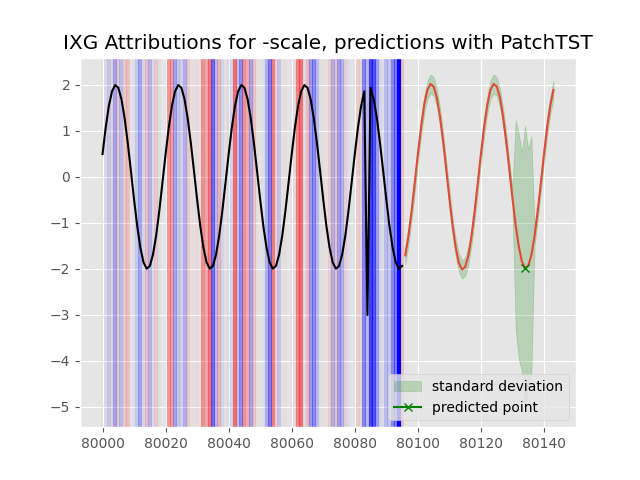 IXG Attributions for -scale, predictions with PatchTST
2
1
0
−1
−2
−3
−4
−5
standard deviation
predicted point
80000 80020 80040 80060 80080 80100 80120 80140